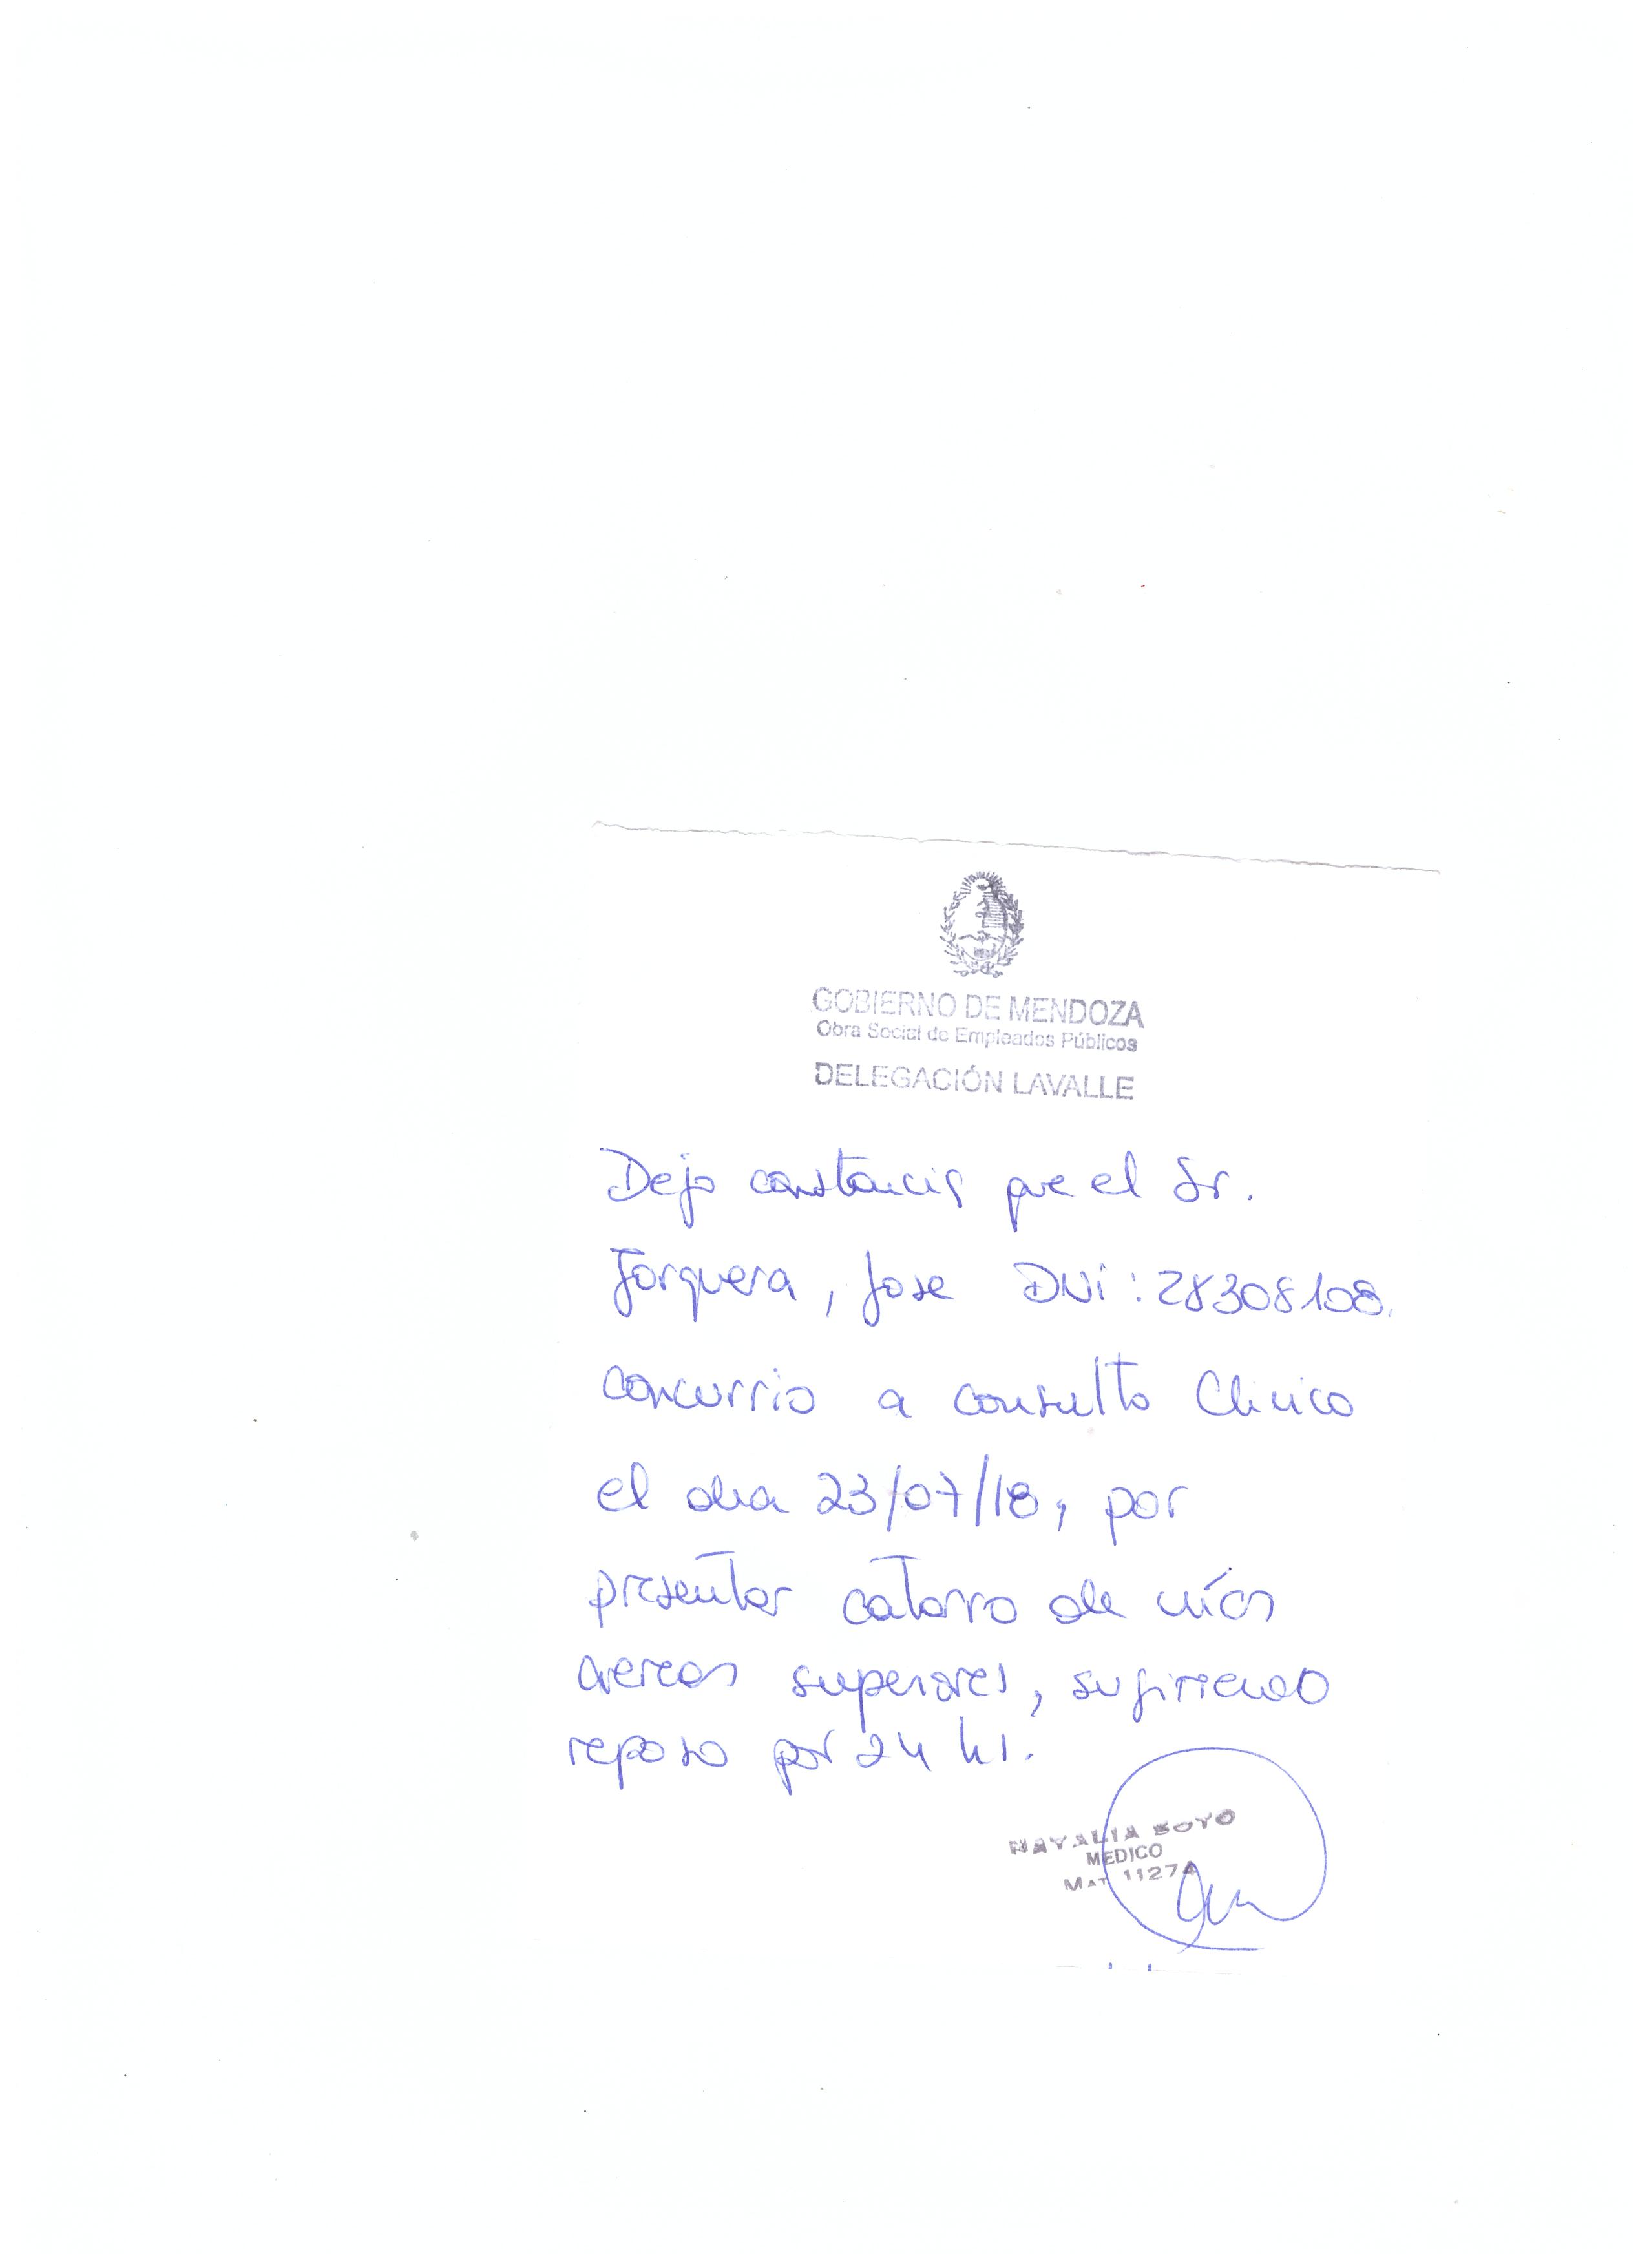 GOBIERNO DE MENDOZA
Obra Social de Empleados Públicos
DELEGACIÓN LAVALLE
Dejo constancia que el Sr.
Jorquera, Jose DNi: 28308108.
concurrio a consulta Clinica
el dia 23/07/18, por
presentar catarro de vías
aereas superiores, sugiriendo
reposo por 24 hs.
NATALIA SOYO
MEDICO
MAT 11274